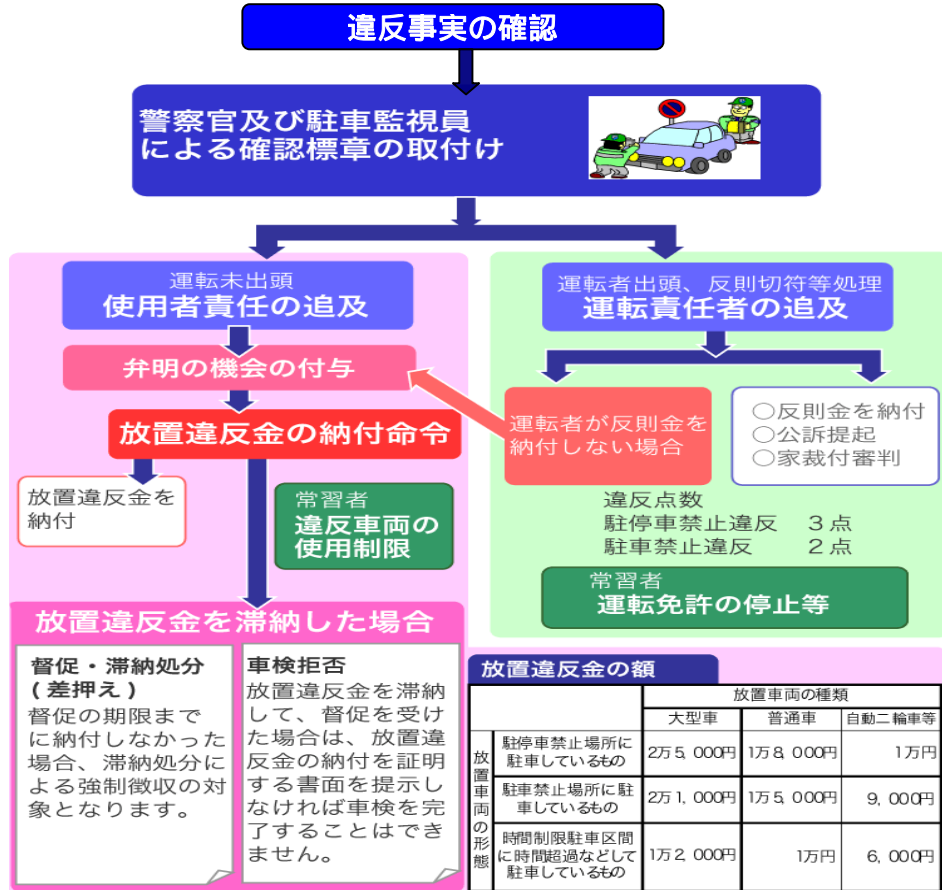 違反事実の確認
警察官及び駐車監視員
による確認標章の取付け
運転未出頭
使用者責任の追及
弁明の機会の付与
放置違反金の納付命令
放置違反金を
納付
常習者
違反車両の
使用制限
運転者出頭、反則切符等処理
運転責任者の追及
運転者が反則金を
納付しない場合
○反則金を納付
○公訴提起
○家裁付審判
違反点数
駐停車禁止違反 3点
駐車禁止違反 2点
常習者
運転免許の停止等
放置違反金を滞納した場合
督促・滞納処分
(差押え)
督促の期限まで
に納付しなかった
場合、滞納処分に
よる強制徴収の対
象となります。
車検拒否
放置違反金を滞納
して、督促を受け
た場合は、放置違
反金の納付を証明
する書面を提示し
なければ車検を完
了することはでき
ません。
放置違反金の額
放置車両の種類
大型車 普通車 自動二輪車等
放置車両の形態
駐停車禁止場所に
駐車しているもの
2万5,000円 1万8,000円 1万円
駐車禁止場所に駐
車しているもの
2万1,000円 1万5,000円 9,000円
時間制限駐車区間
に時間超過などして
駐車しているもの
1万2,000円 1万円 6,000円